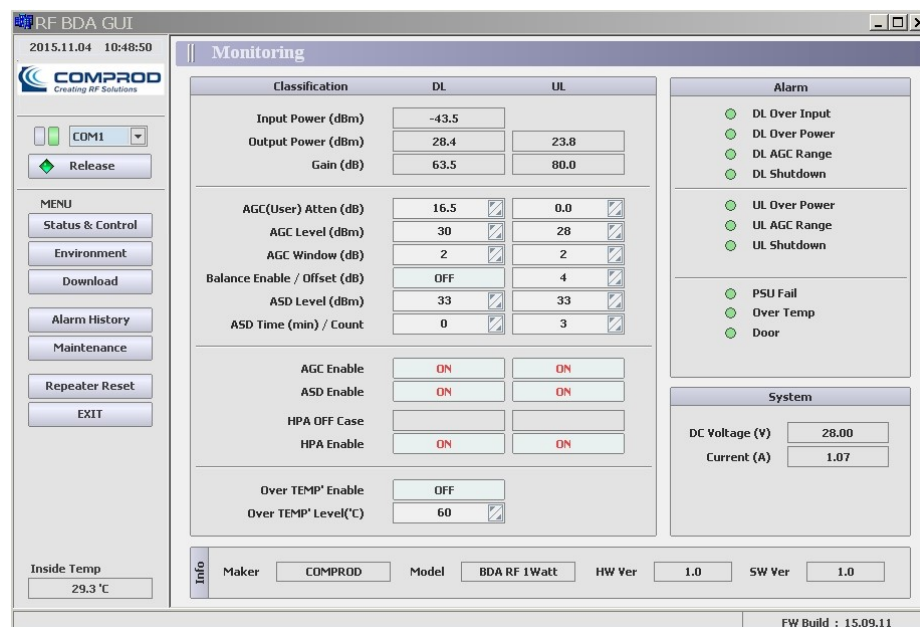 RF BDA GUI
2015.11.04 10:48:50
COMPROD
Creating RF Solutions
COM1
Release
MENU
Status & Control
Environment
Download
Alarm History
Maintenance
Repeater Reset
EXIT
Inside Temp
29.3 ℃
Monitoring
Classification DL UL
Input Power (dBm) -43.5
Output Power (dBm) 28.4 23.8
Gain (dB) 63.5 80.0
AGC(User) Atten (dB) 16.5 0.0
AGC Level (dBm) 30 28
AGC Window (dB) 2 2
Balance Enable / Offset (dB) OFF 4
ASD Level (dBm) 33 33
ASD Time (min) / Count 0 3
AGC Enable ON ON
ASD Enable ON ON
HPA OFF Case
HPA Enable ON ON
Over TEMP' Enable OFF
Over TEMP' Level(℃) 60
Alarm
DL Over Input
DL Over Power
DL AGC Range
DL Shutdown
UL Over Power
UL AGC Range
UL Shutdown
PSU Fail
Over Temp
Door
System
DC Voltage (V) 28.00
Current (A) 1.07
Info Maker COMPROD Model BDA RF 1Watt HW Ver 1.0 SW Ver 1.0
FW Build : 15.09.11